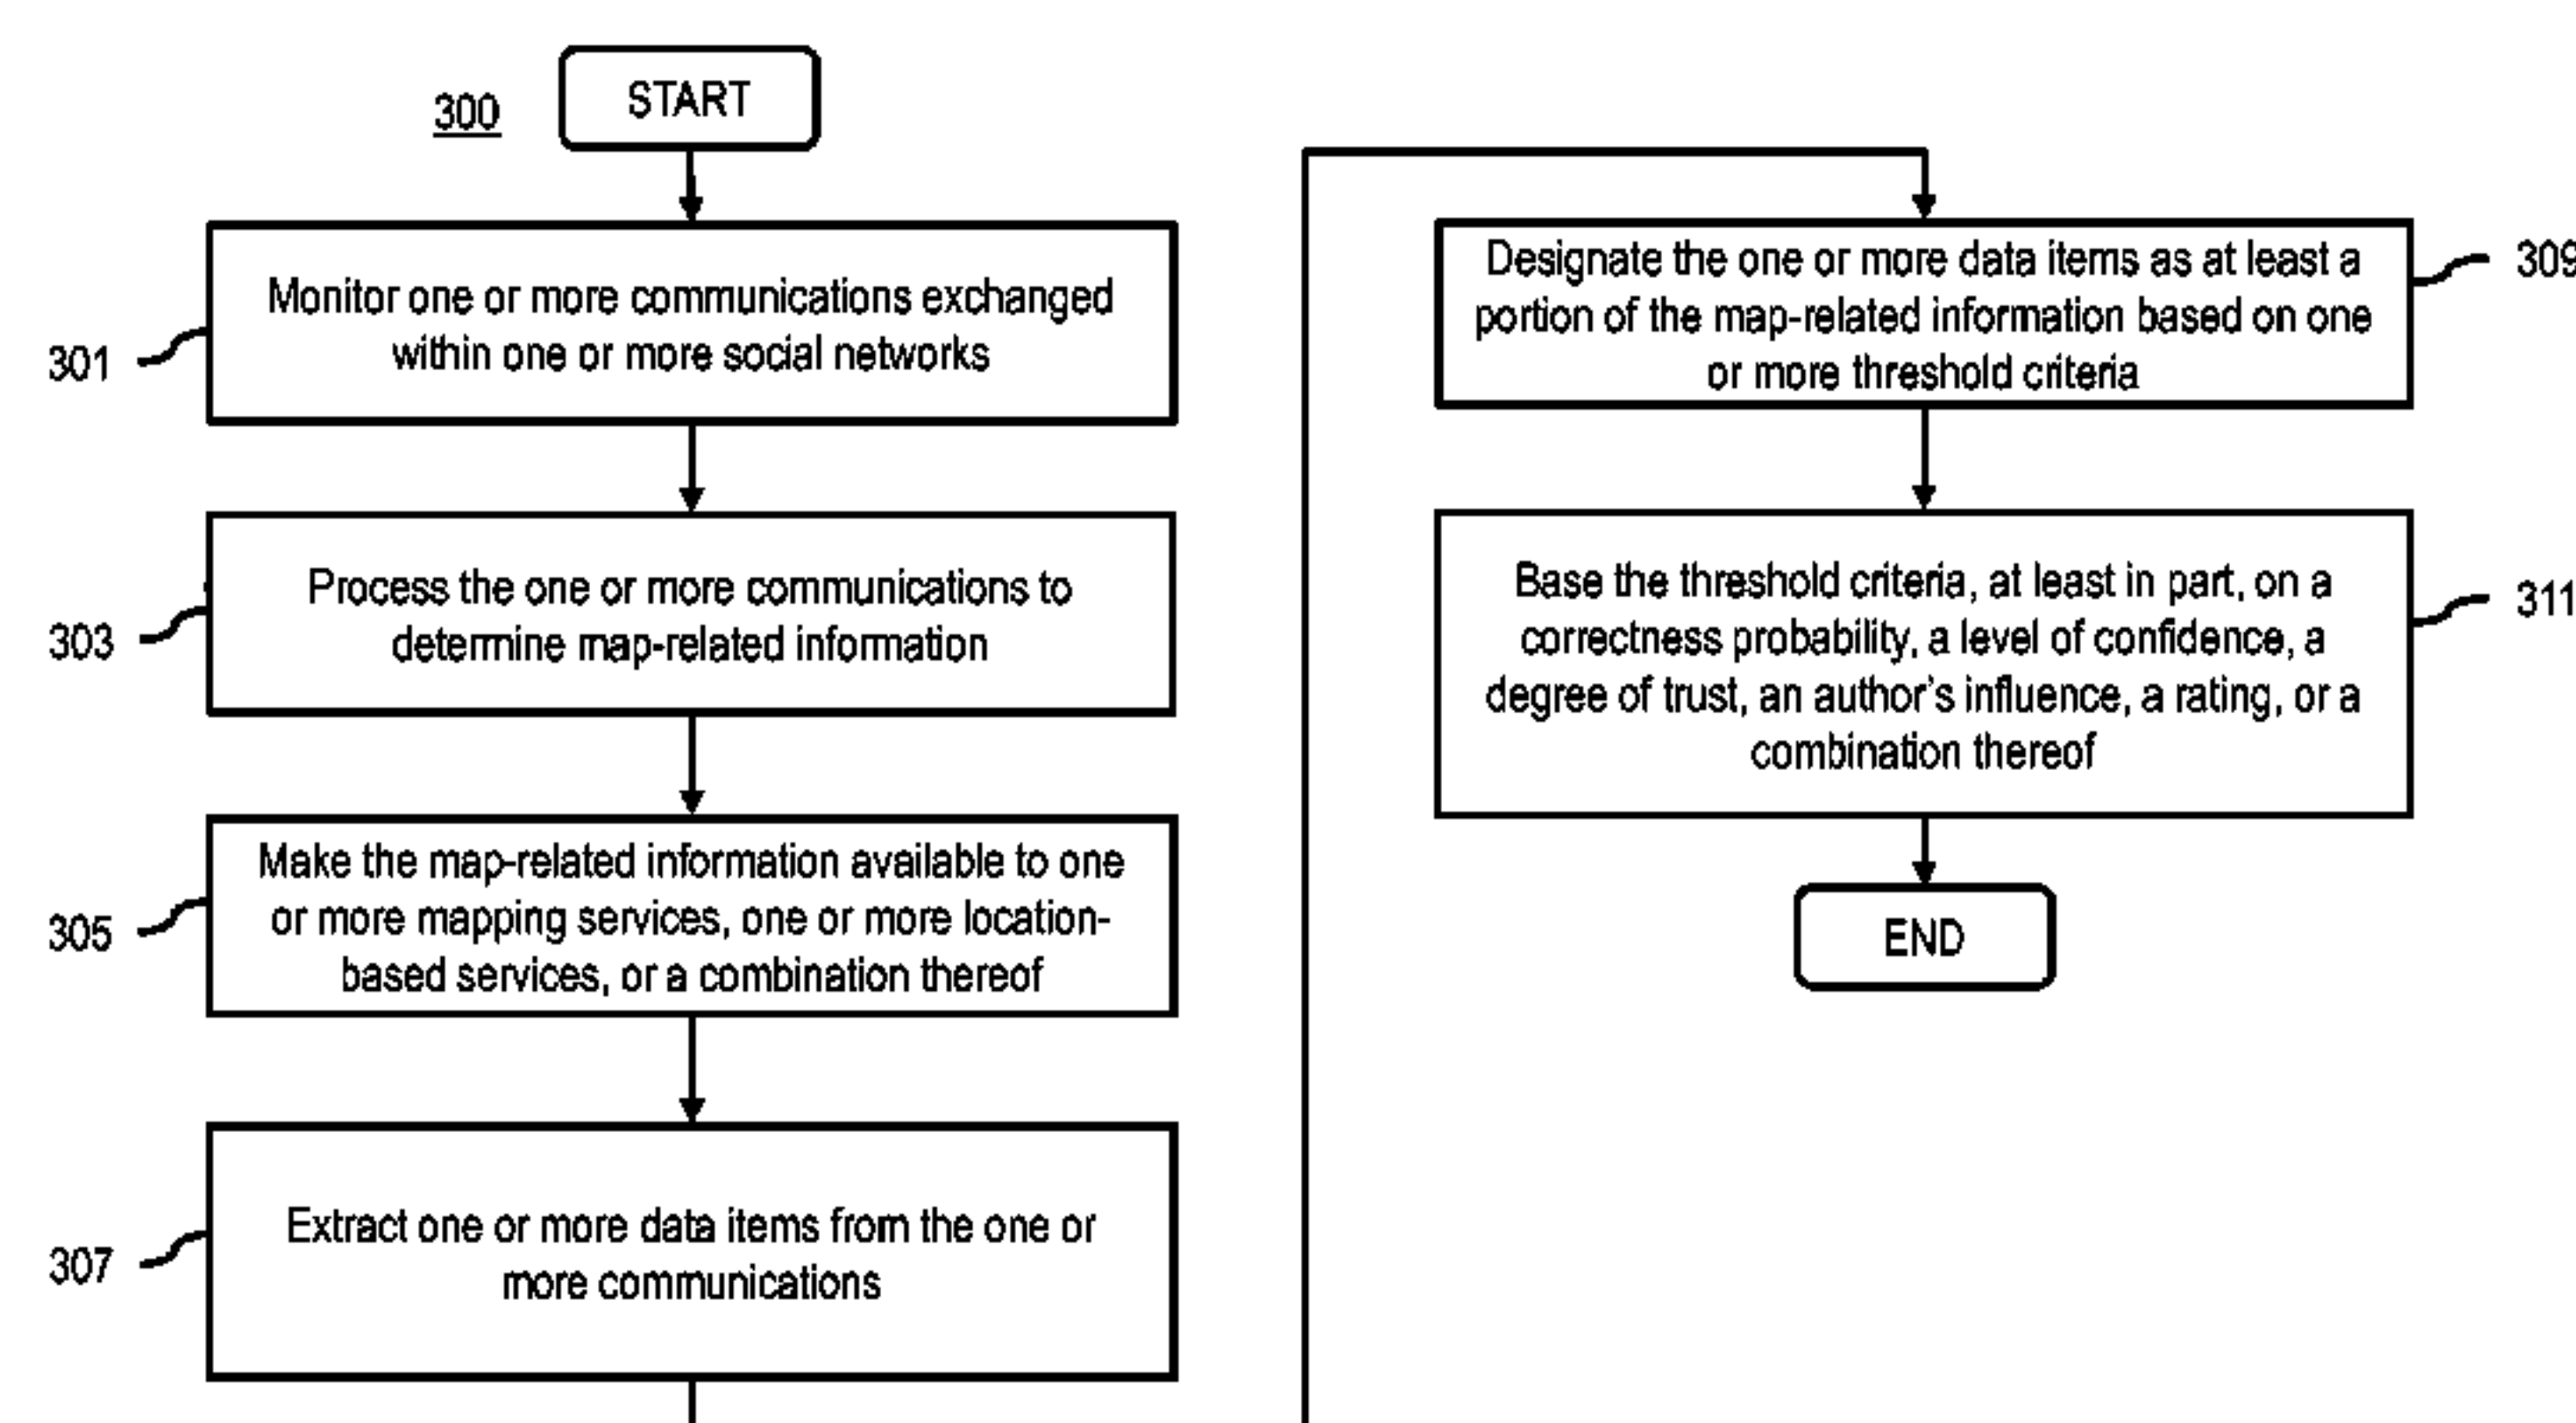 300
START
301
Monitor one or more communications exchanged
within one or more social networks
303
Process the one or more communications to
determine map-related information
305
Make the map-related information available to one
or more mapping services, one or more location-
based services, or a combination thereof
307
Extract one or more data items from the one or
more communications
Designate the one or more data items as at least a
portion of the map-related information based on one
or more threshold criteria
309
Base the threshold criteria, at least in part, on a
correctness probability, a level of confidence, a
degree of trust, an author's influence, a rating, or a
combination thereof
311
END